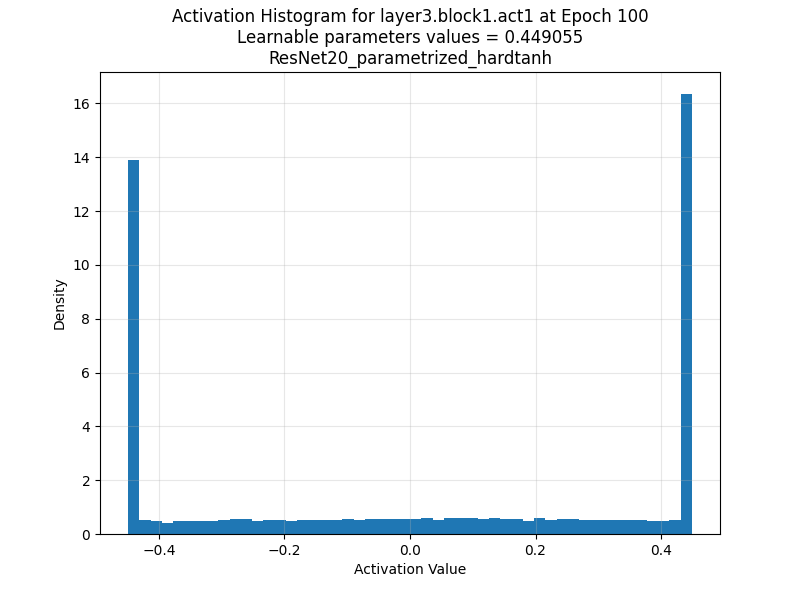 Activation Histogram for layer3.block1.act1 at Epoch 100
Learnable parameters values = 0.449055
ResNet20_parametrized_hardtanh
16
14
12
10
8
6
4
2
0
Density
−0.4
−0.2
0.0
0.2
0.4
Activation Value